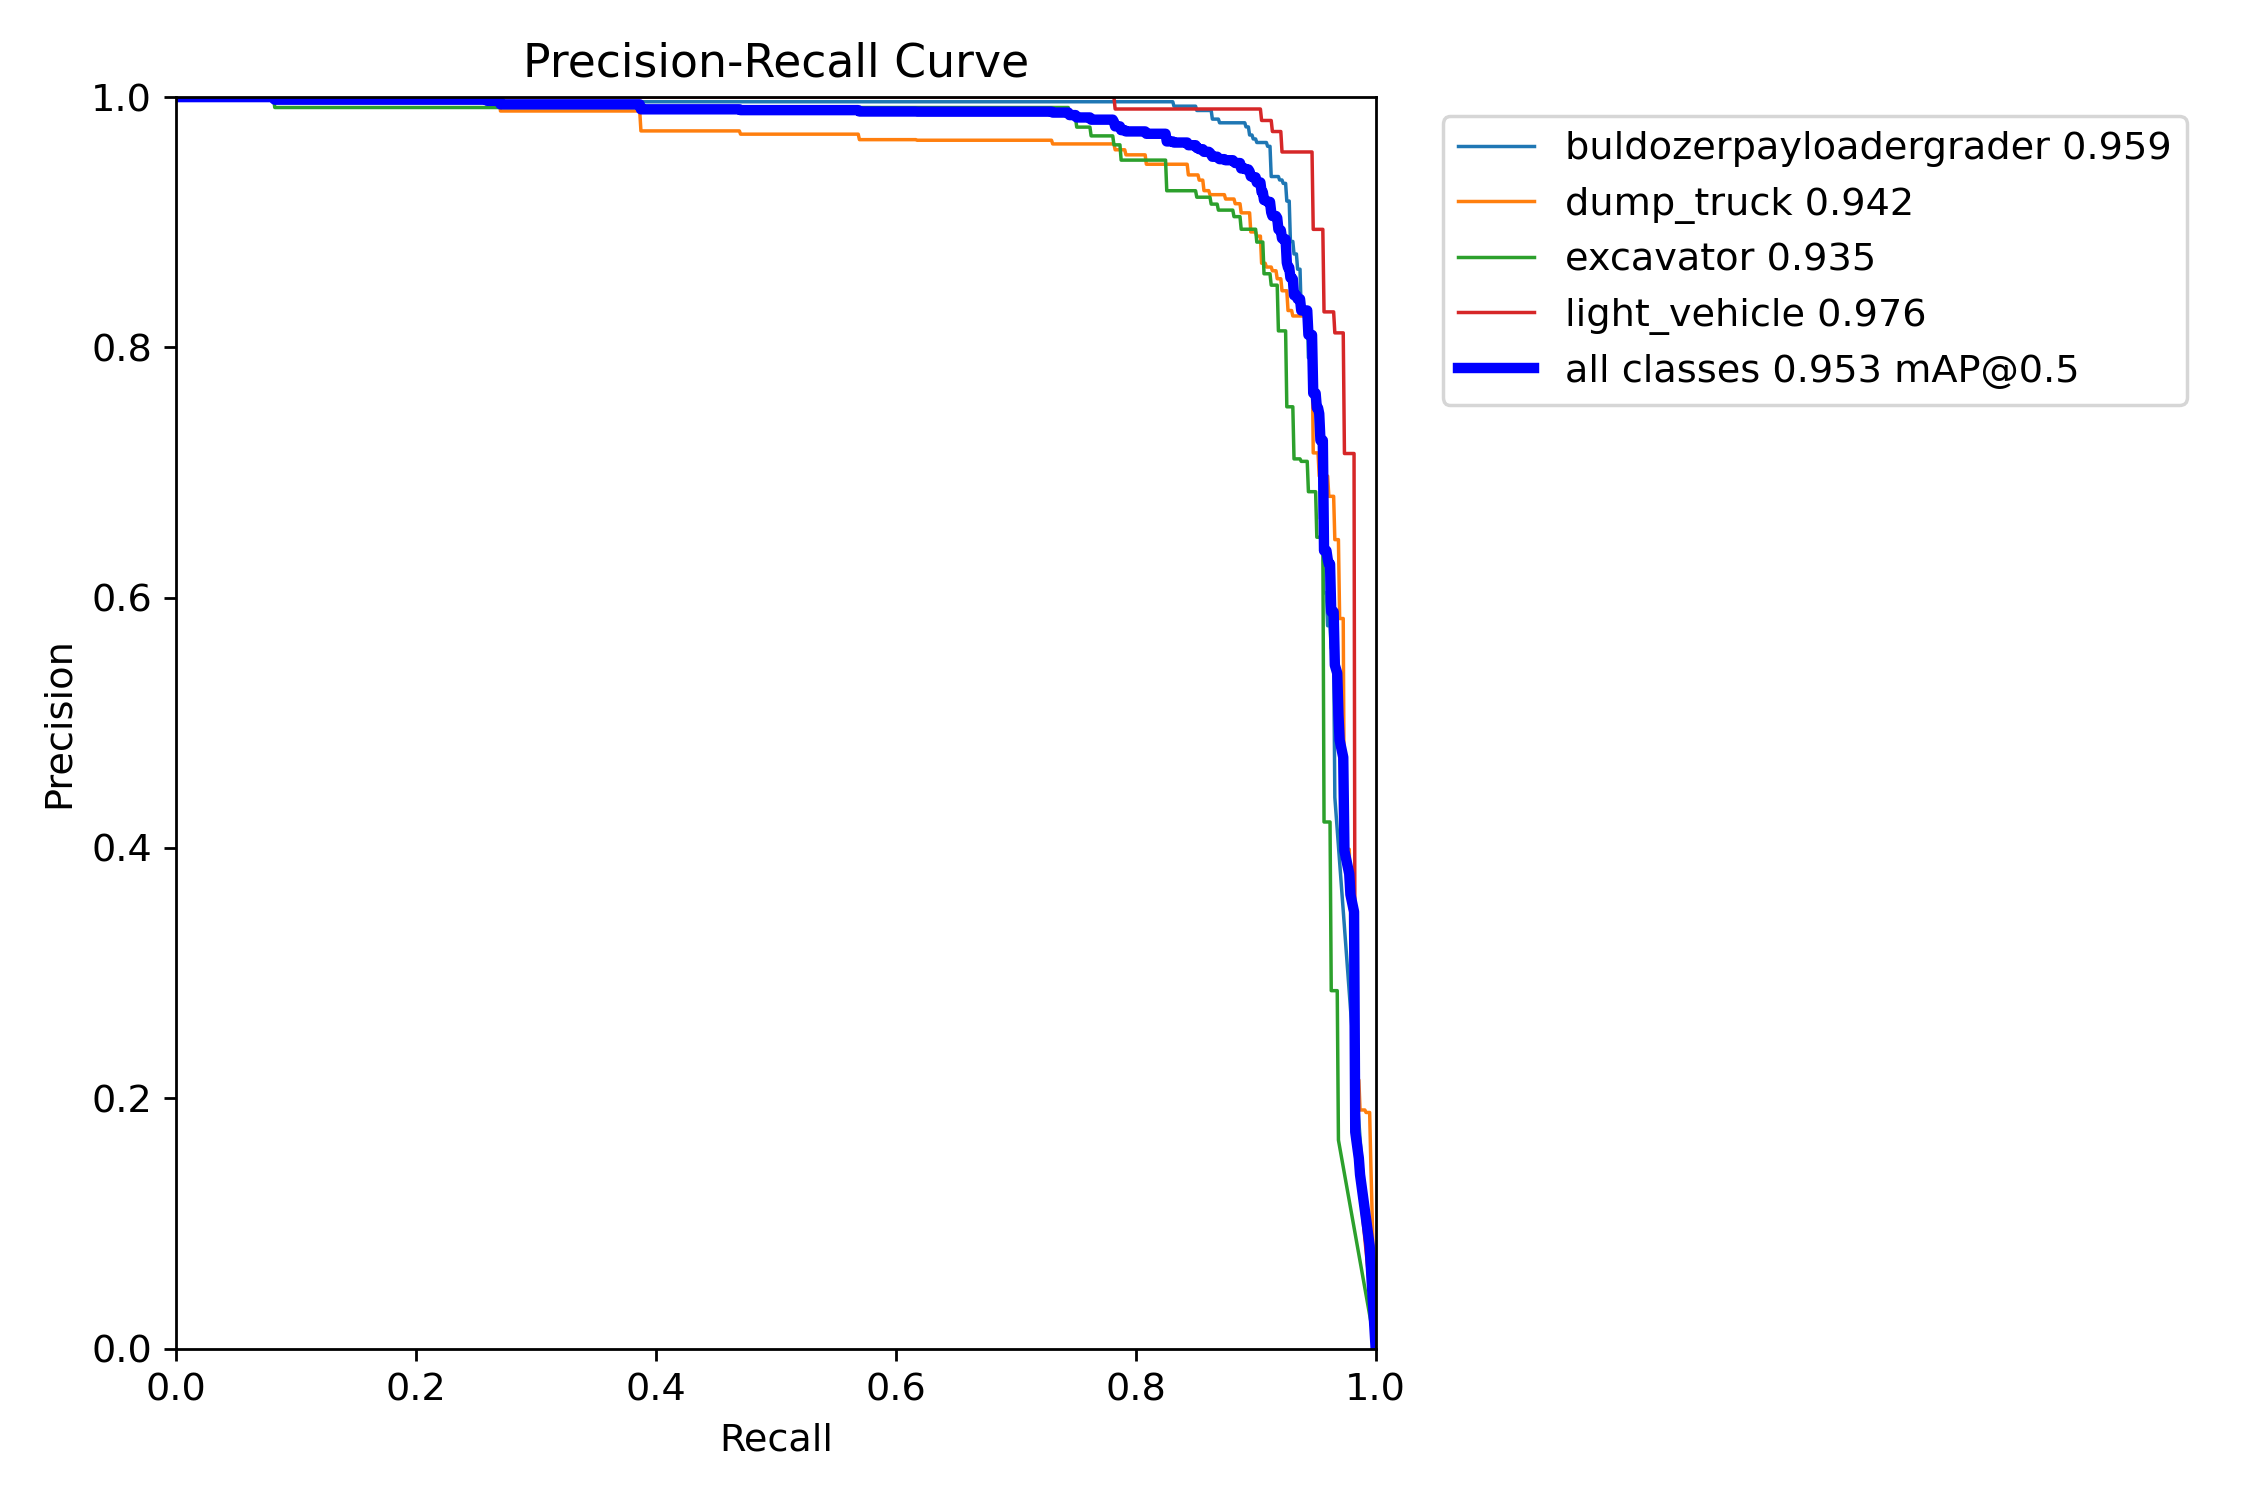 Precision-Recall Curve
1.0
0.8
0.6
0.4
0.2
0.0
Precision
0.0 0.2 0.4 0.6 0.8 1.0
Recall
buldozerpayloadergrader 0.959
dump_truck 0.942
excavator 0.935
light_vehicle 0.976
all classes 0.953 mAP@0.5